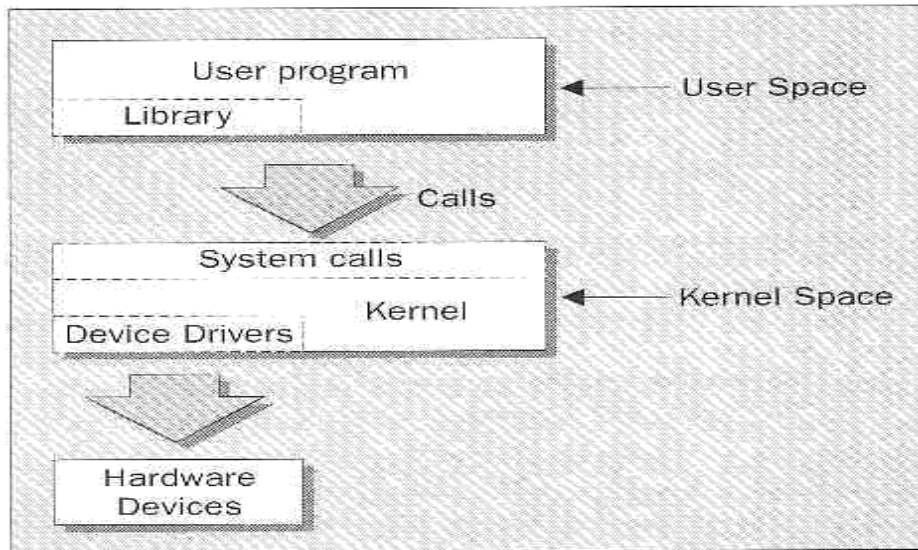 User program
Library
User Space
Calls
System calls
Kernel
Kernel Space
Device Drivers
Hardware
Devices